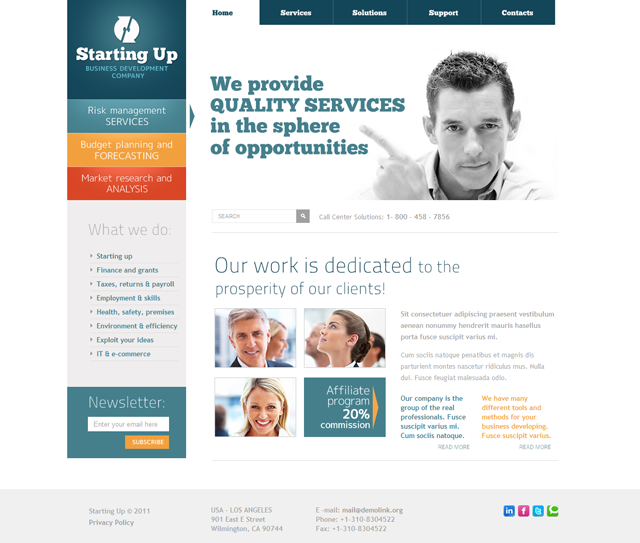 Starting Up
BUSINESS DEVELOPMENT
COMPANY
Home
Services
Solutions
Support
Contacts
Risk management
SERVICES
Budget planning and
FORECASTING
Market research and
ANALYSIS
We provide
QUALITY SERVICES
in the sphere
of opportunities
SEARCH
Call Center Solutions: 1- 800 - 458 - 7856
What we do:
Starting up
Finance and grants
Taxes, returns & payroll
Employment & skills
Health, safety, premises
Environment & efficiency
Exploit your ideas
IT & e-commerce
Newsletter:
Enter your email here
SUBSCRIBE
Our work is dedicated to the
prosperity of our clients!
Affiliate
program
20%
commission
Sit consectetuer adipiscing praesent vestibulum
aenean nonummy hendrerit mauris hasellus
porta fusce suscipit varius mi.
Cum sociis natoque penatibus et magnis dis
parturient montes nascetur ridiculus mus. Nulla
dui. Fusce feugiat malesuada odio.
Our company is the
group of the real
professionals. Fusce
suscipit varius mi.
Cum sociis natoque.
READ MORE
We have many
different tools and
methods for your
business developing.
Fusce suscipit varius.
READ MORE
Starting Up © 2011
Privacy Policy
USA - LOS ANGELES
901 East E Street
Wilmington, CA 90744
E -mail: mail@demolink.org
Phone: +1-310-8304522
Fax: +1-310-8304522